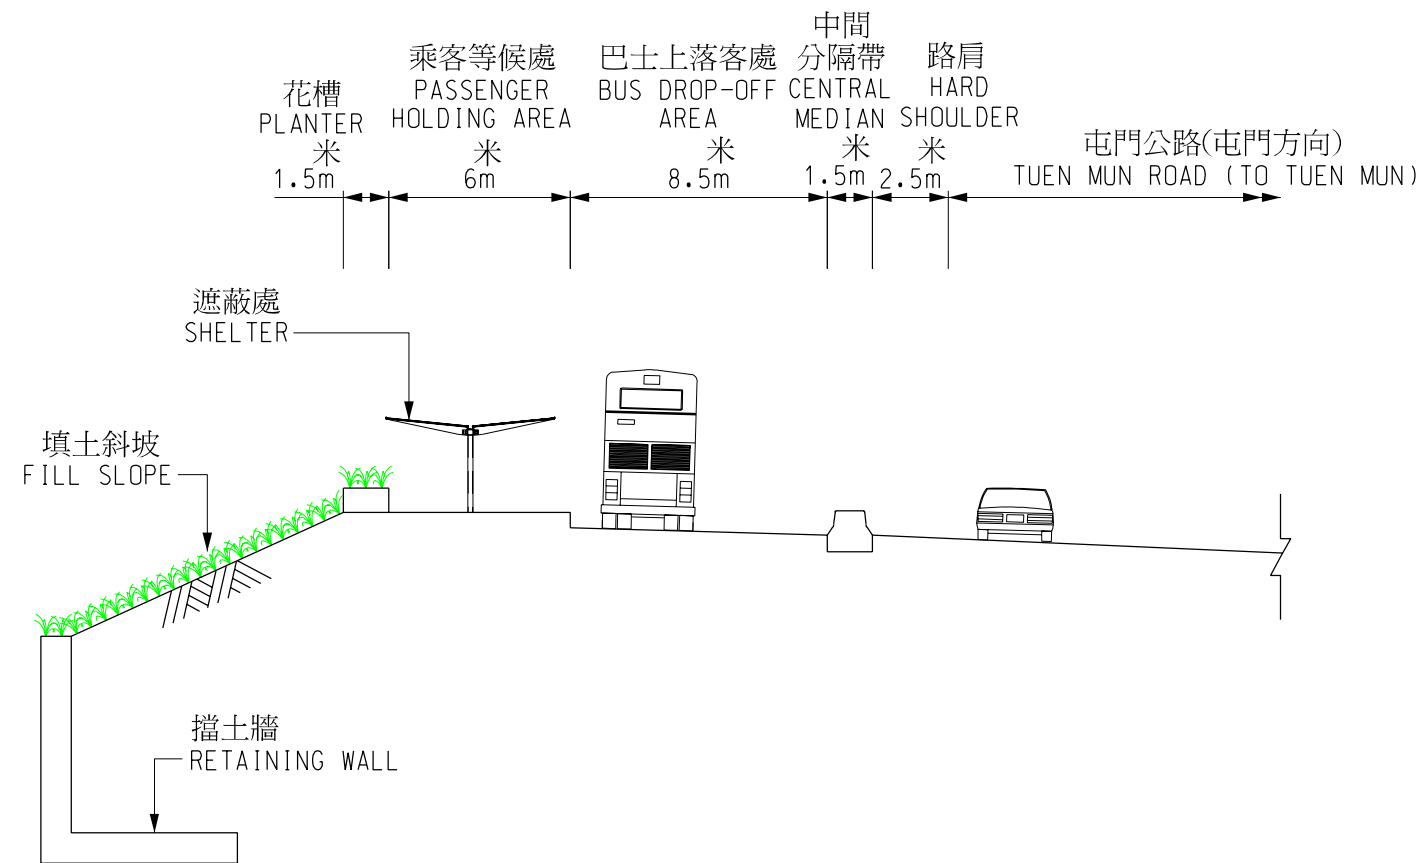 花槽
PLANTER
米
1.5m
乘客等候處
PASSENGER
HOLDING AREA
米
6m
巴士上落客處
BUS DROP-OFF
AREA
米
8.5m
中間
分隔帶
CENTRAL
MEDIAN
米
1.5m
路肩
HARD
SHOULDER
米
2.5m
屯門公路(屯門方向)
TUEN MUN ROAD (TO TUEN MUN)
遮蔽處
SHELTER
填土斜坡
FILL SLOPE
擋土牆
RETAINING WALL